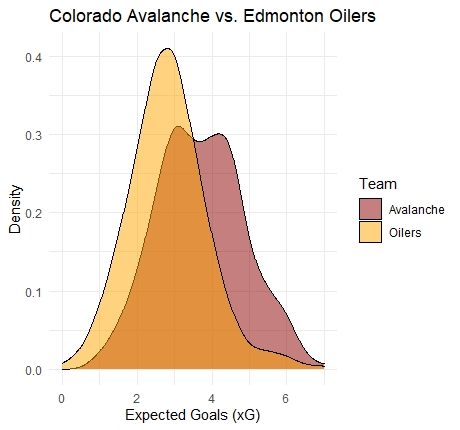 Colorado Avalanche vs. Edmonton Oilers
0.4
0.3
0.2
0.1
0.0
Density
0 2 4 6
Expected Goals (xG)
Team
Avalanche
Oilers